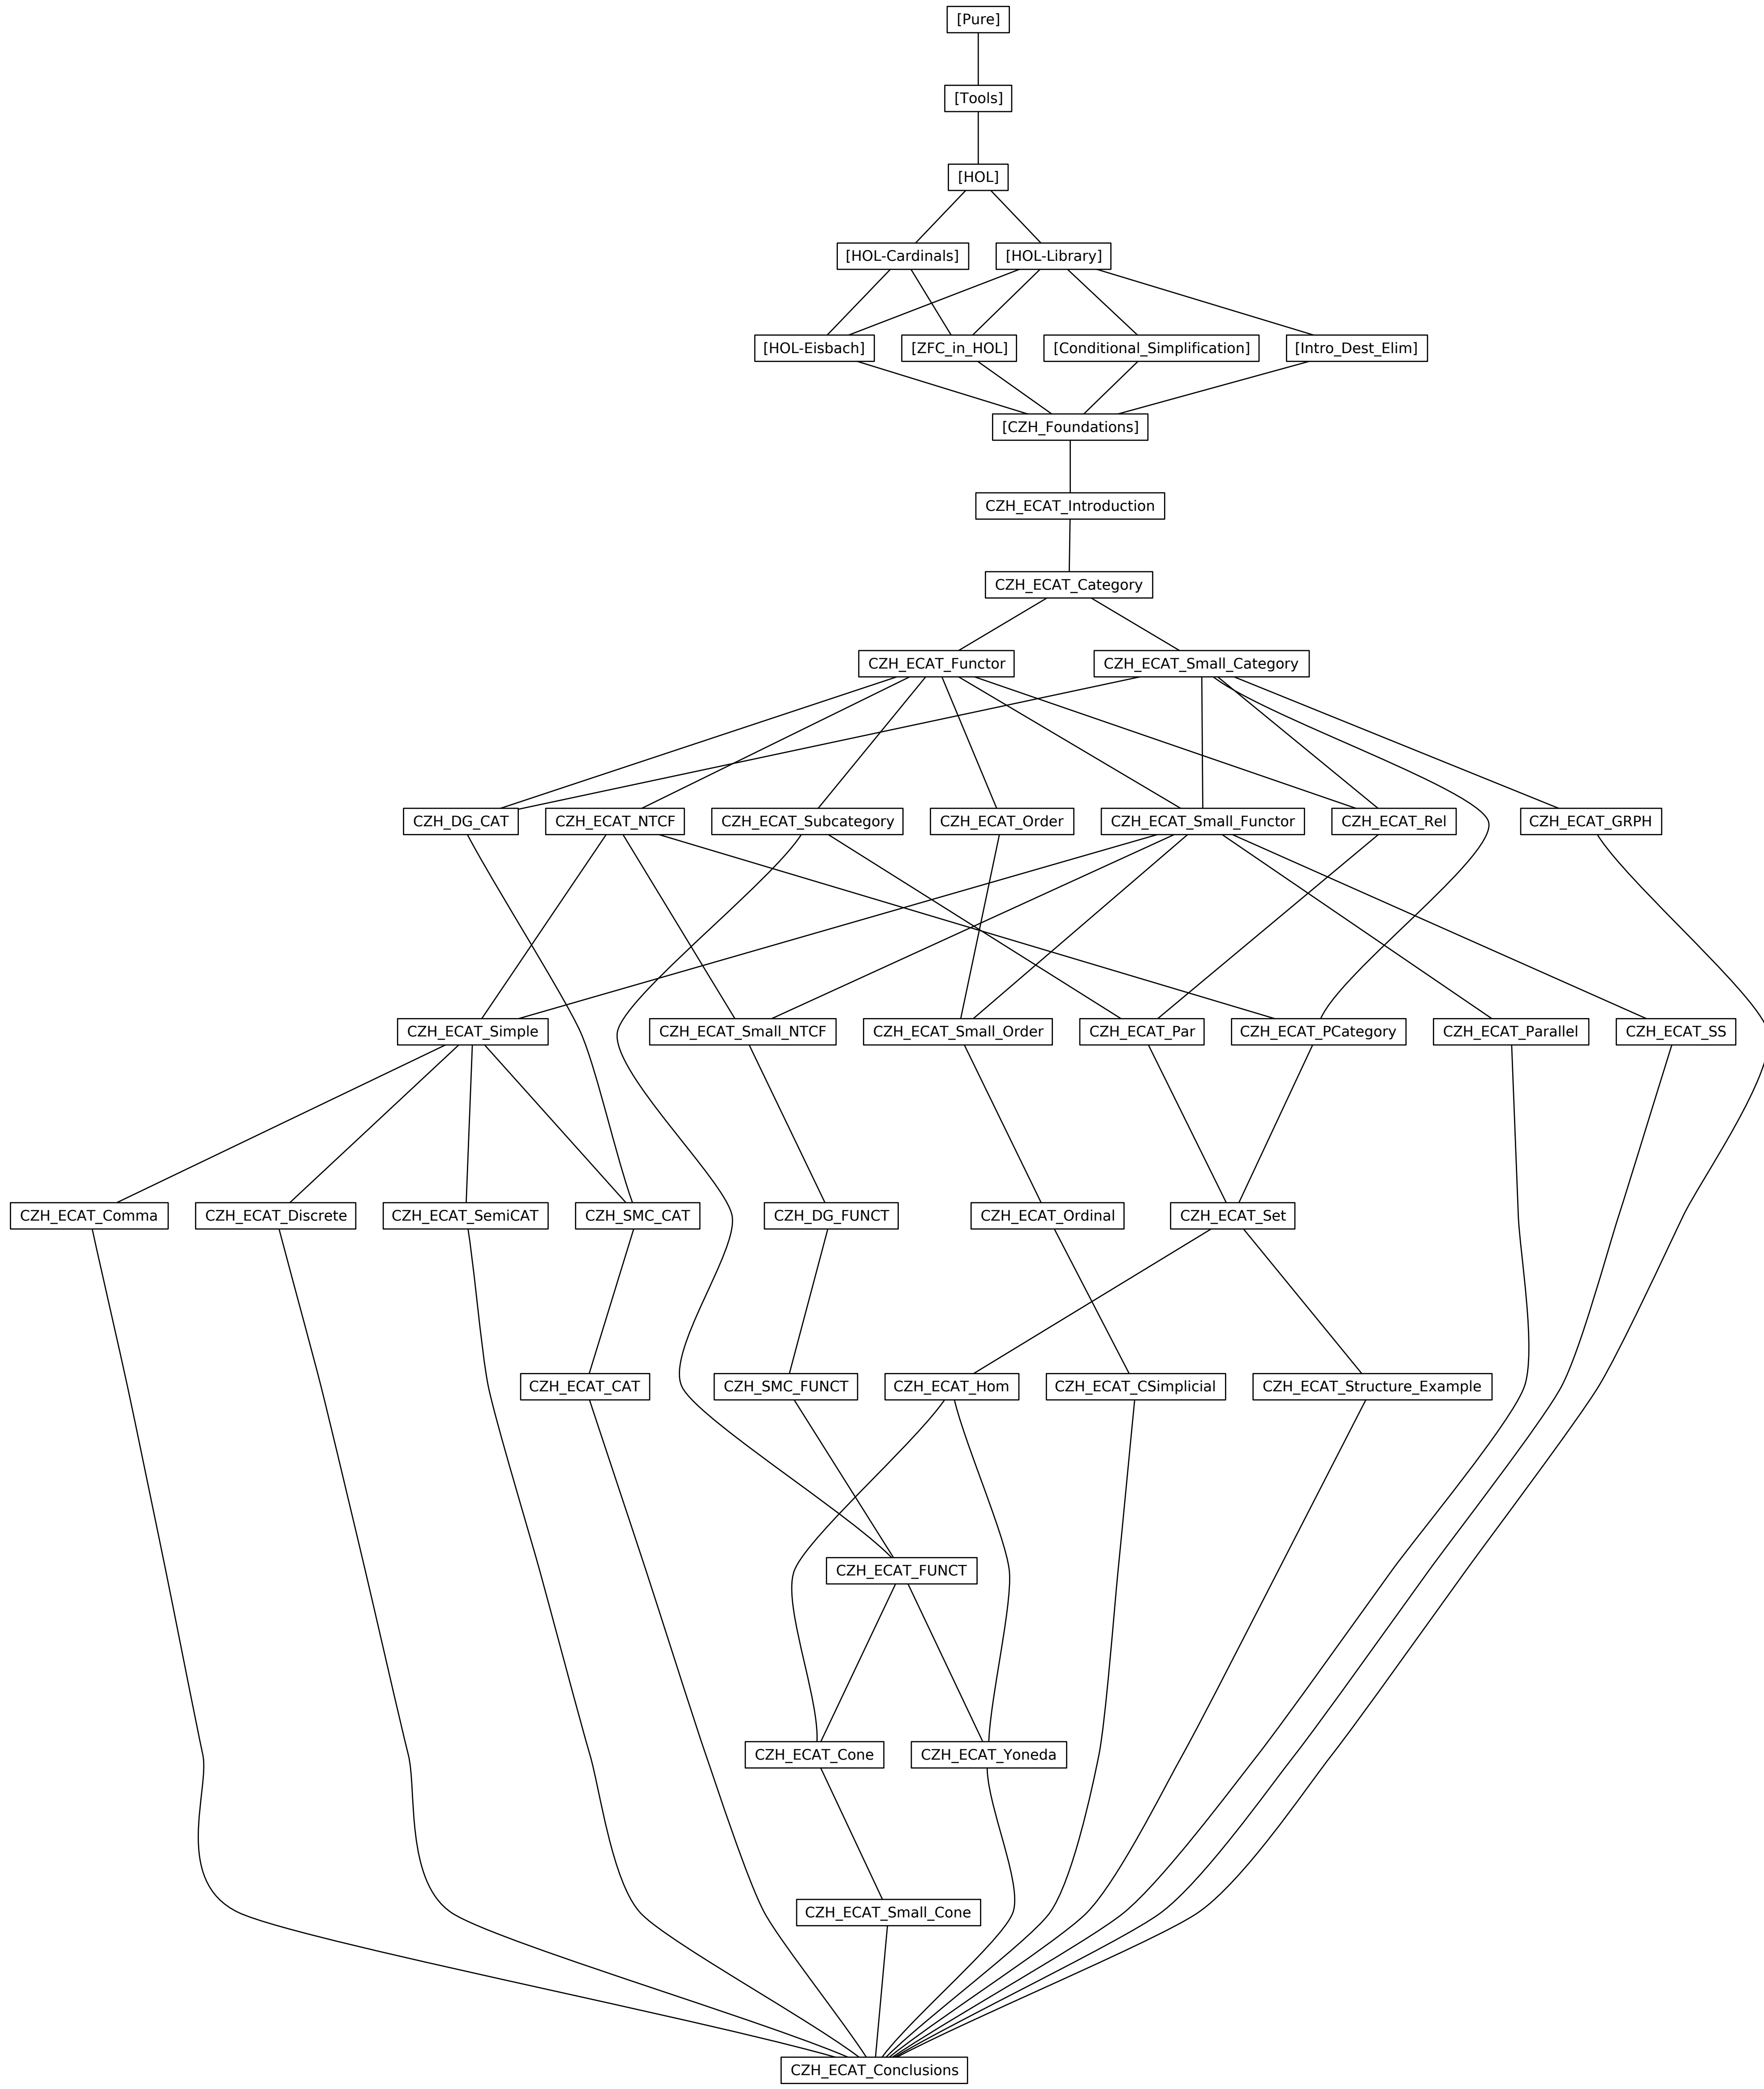 [Pure]
[Tools]
[HOL]
[HOL-Cardinals]
[HOL-Library]
[HOL-Eisbach]
[ZFC_in_HOL]
[Conditional_Simplification]
[Intro_Dest_Elim]
[CZH_Foundations]
CZH_ECAT_Introduction
CZH_ECAT_Category
CZH_ECAT_Functor
CZH_ECAT_Small_Category
CZH_DG_CAT
CZH_ECAT_NTCF
CZH_ECAT_Subcategory
CZH_ECAT_Order
CZH_ECAT_Small_Functor
CZH_ECAT_Rel
CZH_ECAT_GRPH
CZH_ECAT_Simple
CZH_ECAT_Small_NTCF
CZH_ECAT_Small_Order
CZH_ECAT_Par
CZH_ECAT_PCategory
CZH_ECAT_Parallel
CZH_ECAT_SS
CZH_ECAT_Comma
CZH_ECAT_Discrete
CZH_ECAT_SemiCAT
CZH_SMC_CAT
CZH_DG_FUNCT
CZH_ECAT_Ordinal
CZH_ECAT_Set
CZH_ECAT_CAT
CZH_SMC_FUNCT
CZH_ECAT_Hom
CZH_ECAT_CSimplicial
CZH_ECAT_Structure_Example
CZH_ECAT_FUNCT
CZH_ECAT_Cone
CZH_ECAT_Yoneda
CZH_ECAT_Small_Cone
CZH_ECAT_Conclusions